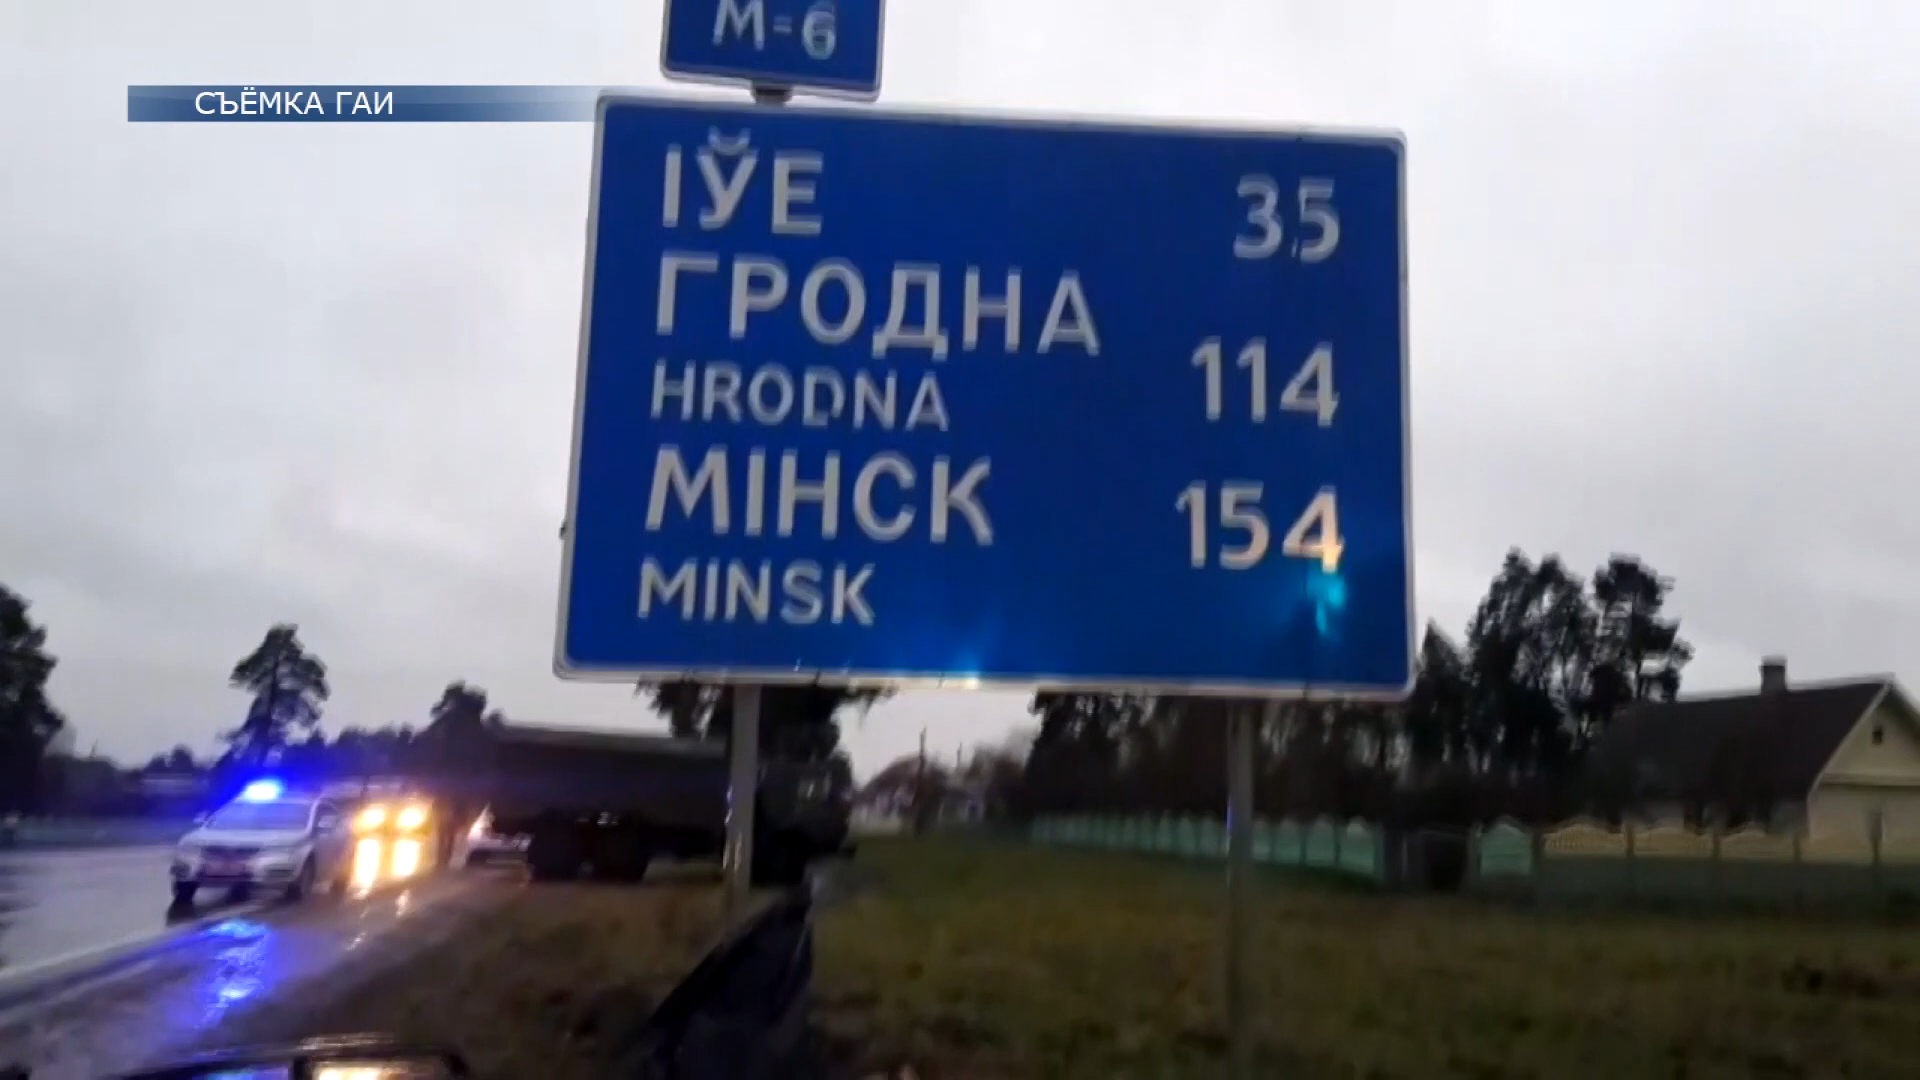 М-6
СЪЁМКА ГАИ
ІЎЕ 35
ГРОДНА
HRODNA 114
МІНСК 154
MINSK